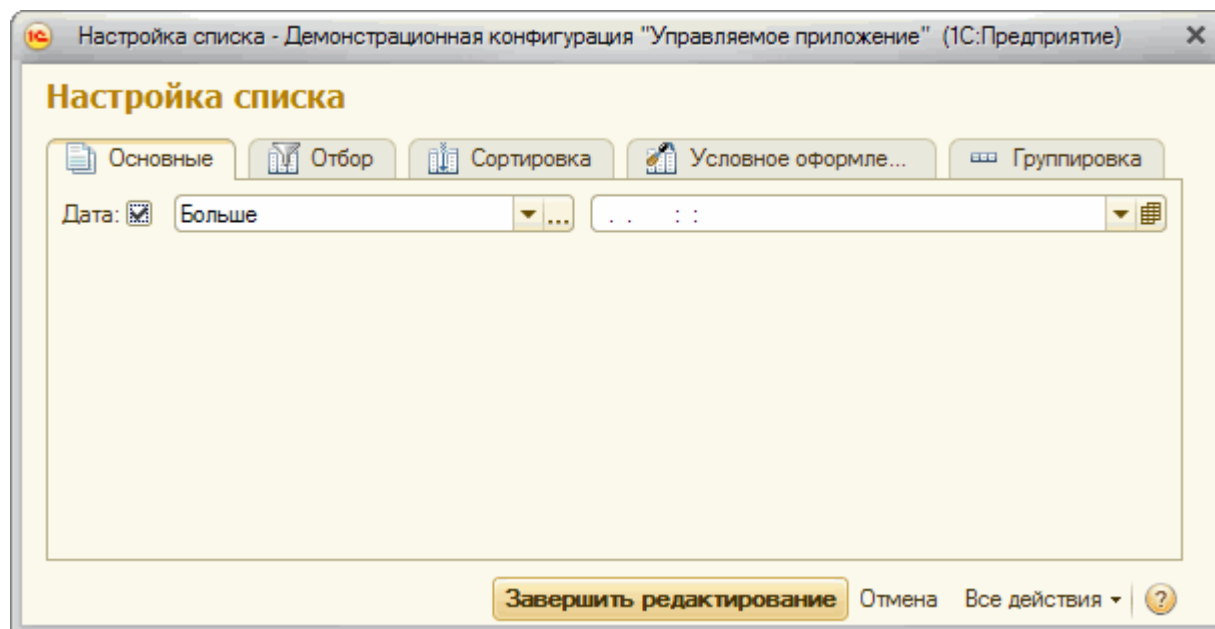 1С Настройка списка - Демонстрационная конфигурация "Управляемое приложение" (1С:Предприятие)
Настройка списка
Основные Отбор Сортировка Условное оформле... Группировка
Дата: Больше ... . . : :
Завершить редактирование Отмена Все действия ?